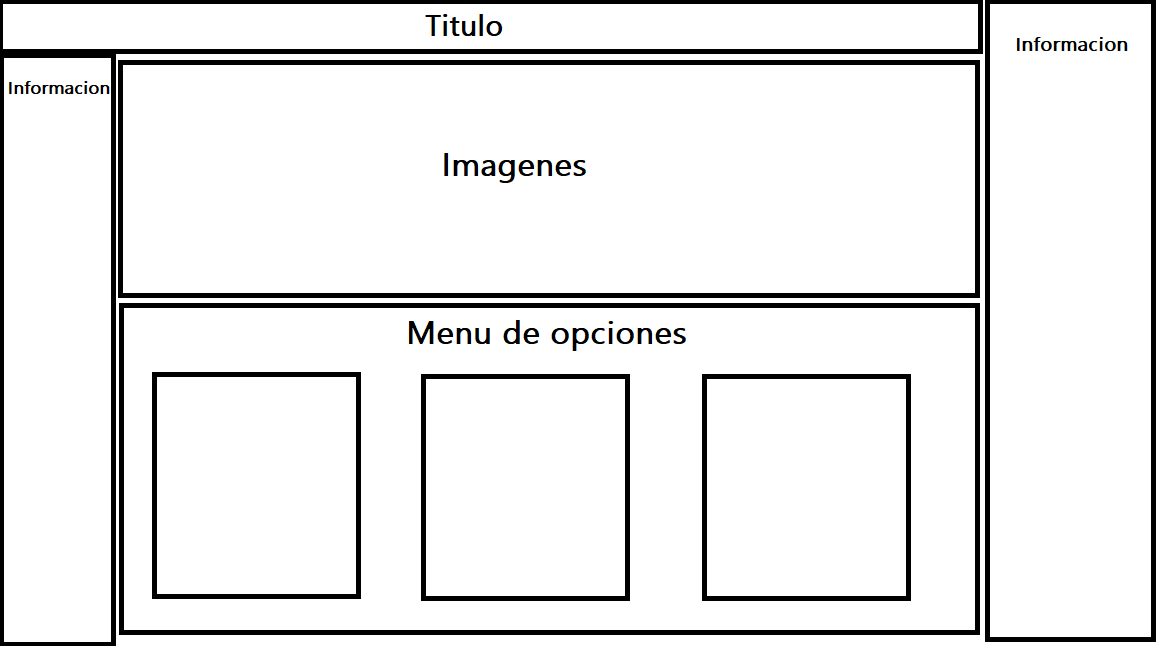 Titulo
Informacion
Informacion
Imagenes
Menu de opciones